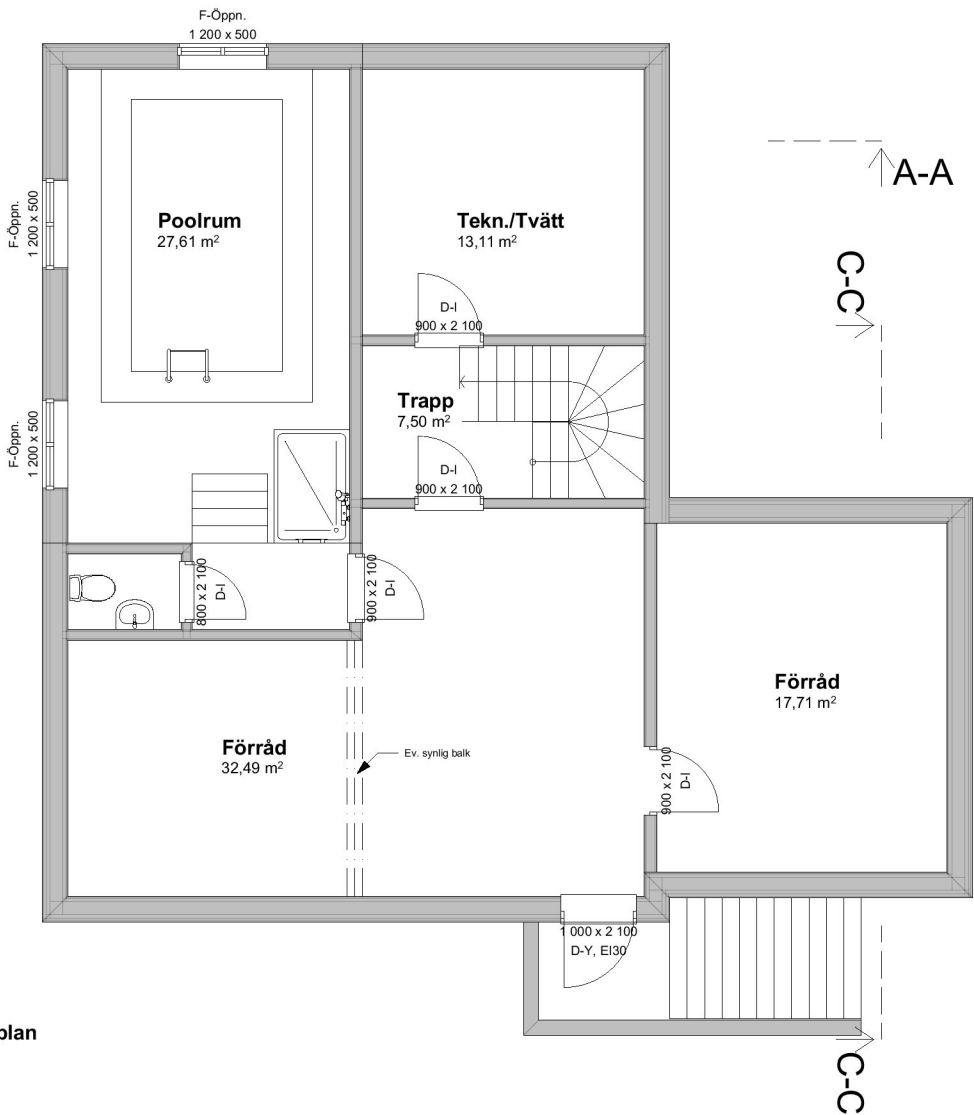 F-Öppn.
1 200 x 500
A-A
F-Öppn.
1 200 x 500
Poolrum
27,61 m²
Tekn./Tvätt
13,11 m²
C-C
D-I
900 x 2 100
Trapp
7,50 m²
F-Öppn.
1 200 x 500
D-I
900 x 2 100
800 x 2 100
D-I
900 x 2 100
D-I
Förråd
17,71 m²
Förråd
32,49 m²
Ev. synlig balk
900 x 2 100
D-I
1 000 x 2 100
D-Y, EI30
plan
C-C